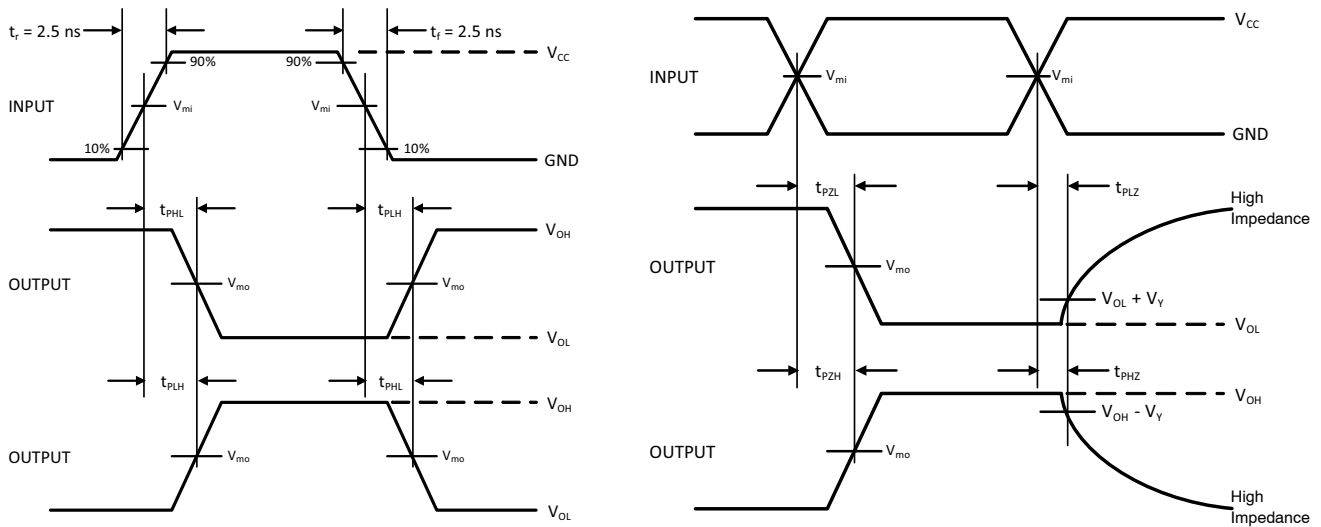 tr = 2.5 ns
tf = 2.5 ns
VCC
90%
90%
INPUT
Vmi
Vmi
10%
10%
GND
tPHL
tPLH
VOH
OUTPUT
Vmo
Vmo
VOL
tPLH
tPHL
VOH
OUTPUT
Vmo
Vmo
VOL
VCC
INPUT
Vmi
Vmi
GND
tPZL
tPLZ
High
Impedance
OUTPUT
Vmo
VOL + VY
VOL
tPZH
tPHZ
VOH
VOH - VY
OUTPUT
Vmo
High
Impedance